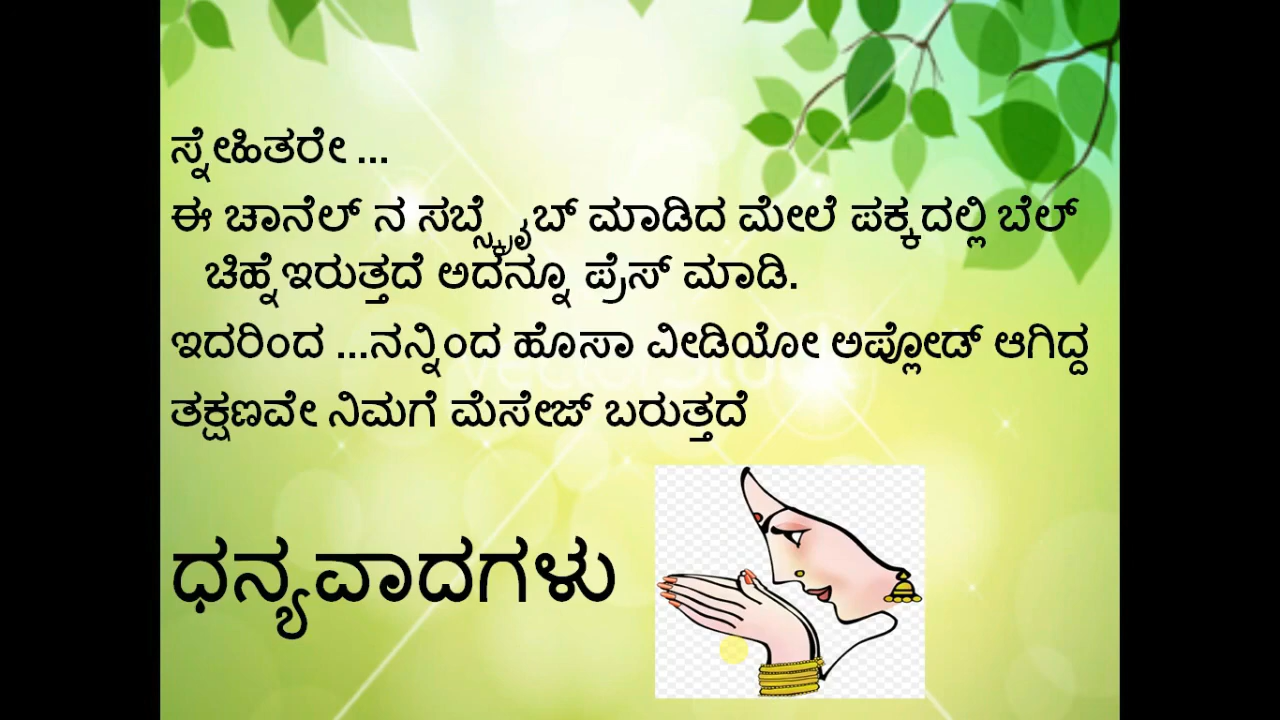 ಸ್ನೇಹಿತರೇ ...
ಈ ಚಾನೆಲ್ ನ ಸಬ್ಸ್ಕ್ರೈಬ್ ಮಾಡಿದ ಮೇಲೆ ಪಕ್ಕದಲ್ಲಿ ಬೆಲ್
ಚಿಹ್ನೆ ಇರುತ್ತದೆ ಅದನ್ನೂ ಪ್ರೆಸ್ ಮಾಡಿ.
ಇದರಿಂದ ...ನನ್ನಿಂದ ಹೊಸಾ ವೀಡಿಯೋ ಅಪ್ಲೋಡ್ ಆಗಿದ್ದ
ತಕ್ಷಣವೇ ನಿಮಗೆ ಮೆಸೇಜ್ ಬರುತ್ತದೆ
ಧನ್ಯವಾದಗಳು